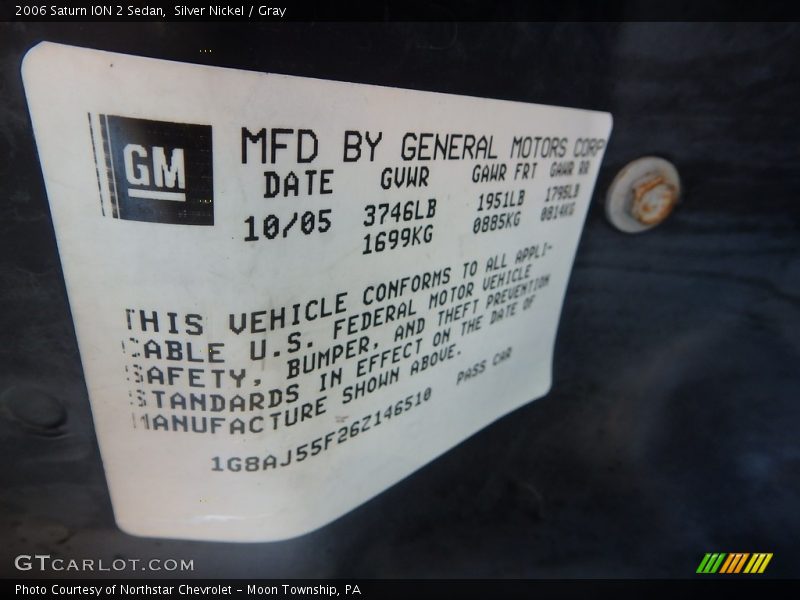 2006 Saturn ION 2 Sedan,  Silver Nickel / Gray
GM
MFD BY GENERAL MOTORS CORP
DATE GVWR GAWR FRT GAWR RR
10/05 3746LB 1951LB 1795LB
1699KG 0885KG 0814KG
THIS VEHICLE CONFORMS TO ALL APPLI-
CABLE U.S. FEDERAL MOTOR VEHICLE
SAFETY, BUMPER, AND THEFT PREVENTION
STANDARDS IN EFFECT ON THE DATE OF
MANUFACTURE SHOWN ABOVE.
1G8AJ55F26Z146510 PASS CAR
GTCARLOT.COM
Photo Courtesy of Northstar Chevrolet - Moon Township, PA